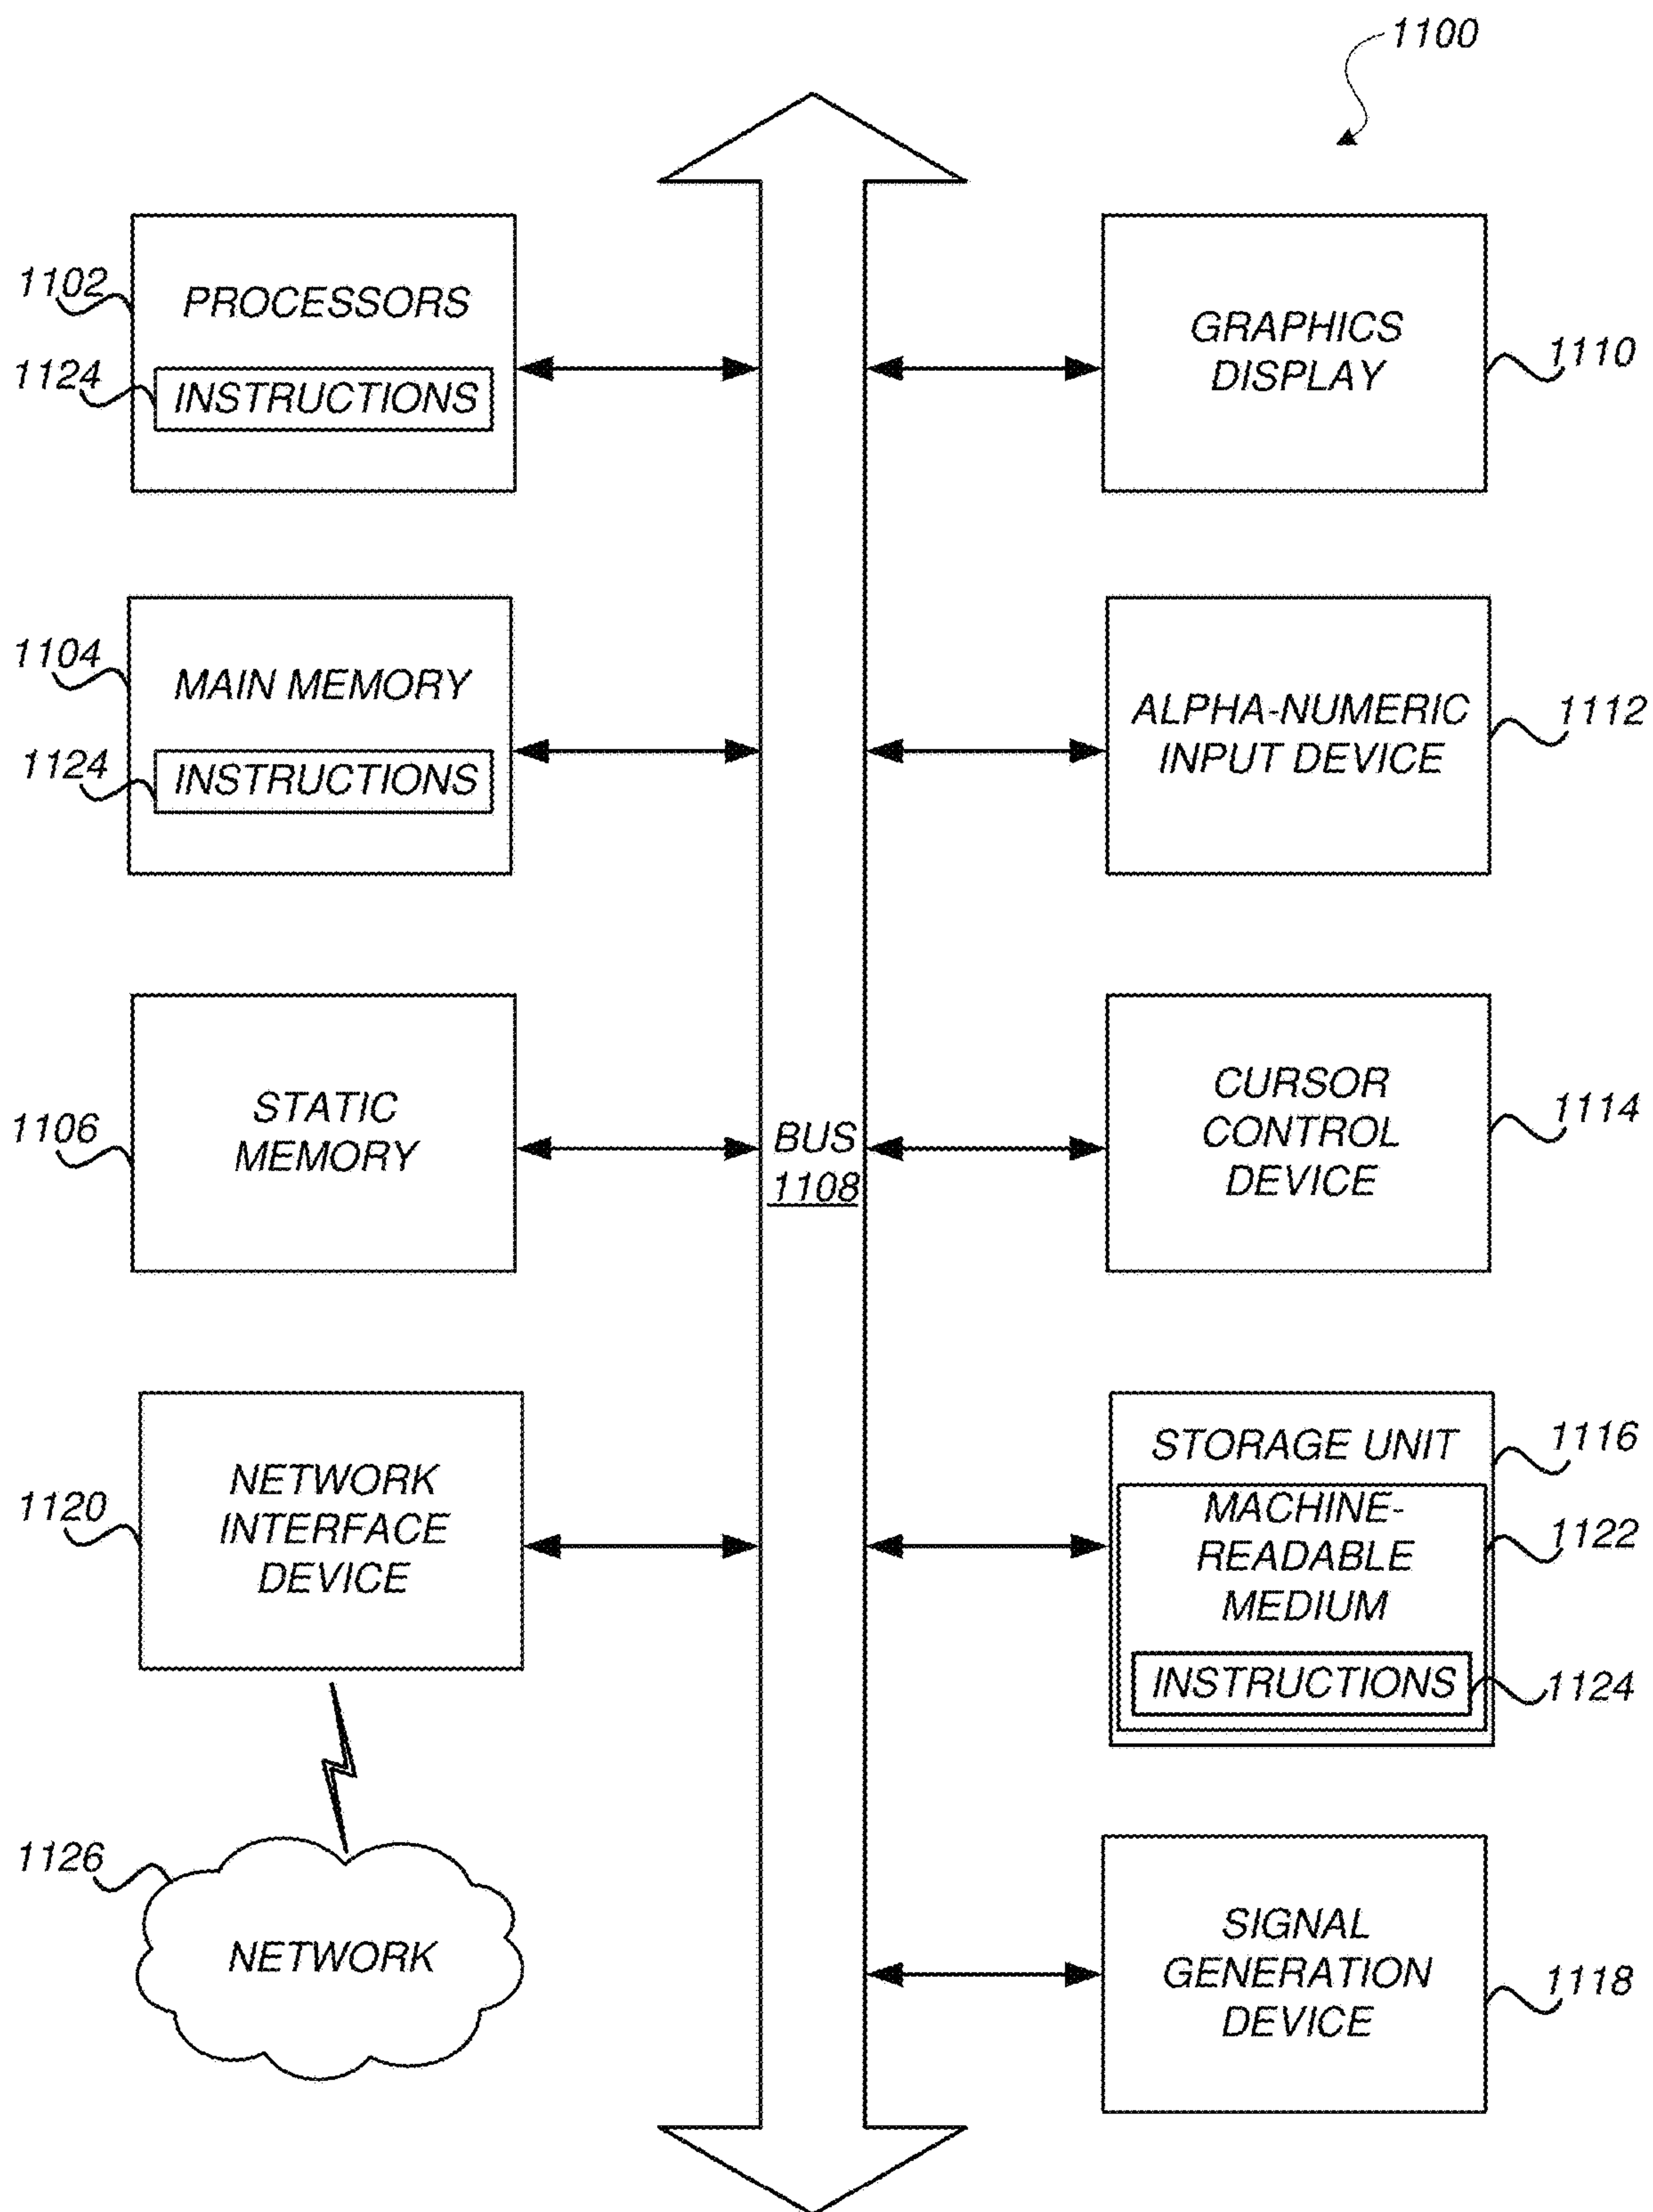 1100
1102
PROCESSORS
1124
INSTRUCTIONS
GRAPHICS
DISPLAY
1110
1104
MAIN MEMORY
1124
INSTRUCTIONS
ALPHA-NUMERIC
INPUT DEVICE
1112
1106
STATIC
MEMORY
BUS
1108
CURSOR
CONTROL
DEVICE
1114
1120
NETWORK
INTERFACE
DEVICE
STORAGE UNIT
1116
MACHINE-
READABLE
MEDIUM
1122
INSTRUCTIONS
1124
1126
NETWORK
SIGNAL
GENERATION
DEVICE
1118